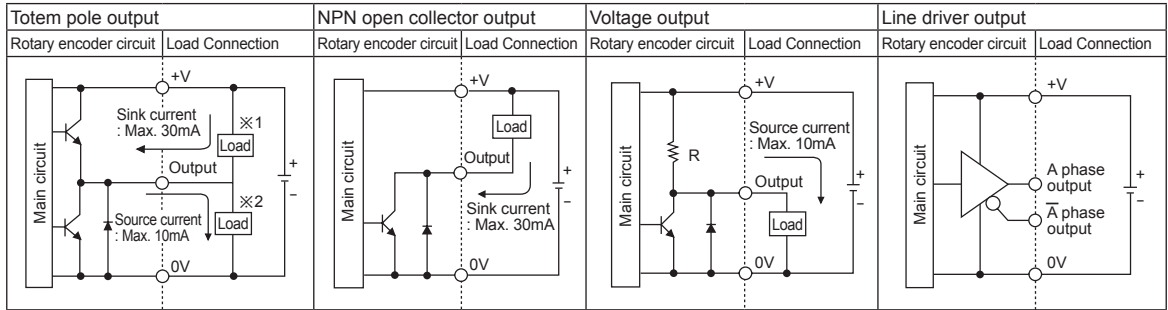 Totem pole output
Rotary encoder circuit Load Connection
Main circuit
+V
Sink current
: Max. 30mA
※1
Load
Output
※2
Source current
: Max. 10mA
Load
0V
+
−
NPN open collector output
Rotary encoder circuit Load Connection
Main circuit
+V
Load
Output
Sink current
: Max. 30mA
0V
+
−
Voltage output
Rotary encoder circuit Load Connection
Main circuit
+V
Source current
: Max. 10mA
R
Output
Load
0V
+
−
Line driver output
Rotary encoder circuit Load Connection
Main circuit
+V
A phase
output
A̅ phase
output
0V
+
−